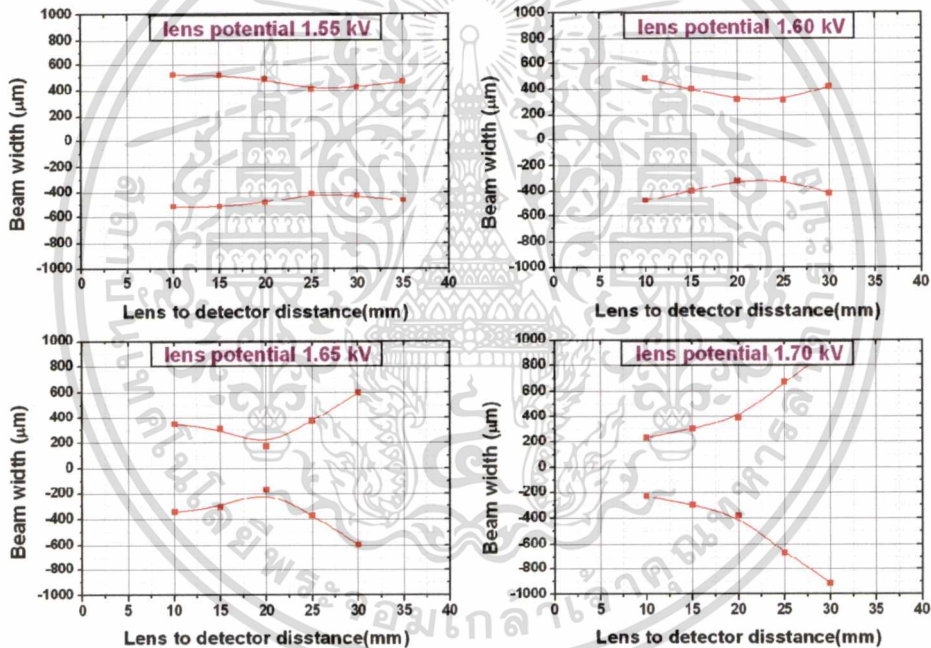 lens potential 1.55 kV
1000
800
600
400
200
0
-200
-400
-600
-800
-1000
Beam width (µm)
0 5 10 15 20 25 30 35 40
Lens to detector disstance(mm)
lens potential 1.60 kV
1000
800
600
400
200
0
-200
-400
-600
-800
-1000
Beam width (µm)
0 5 10 15 20 25 30 35 40
Lens to detector disstance(mm)
lens potential 1.65 kV
1000
800
600
400
200
0
-200
-400
-600
-800
-1000
Beam width (µm)
0 5 10 15 20 25 30 35 40
Lens to detector disstance(mm)
lens potential 1.70 kV
1000
800
600
400
200
0
-200
-400
-600
-800
-1000
Beam width (µm)
0 5 10 15 20 25 30 35 40
Lens to detector disstance(mm)